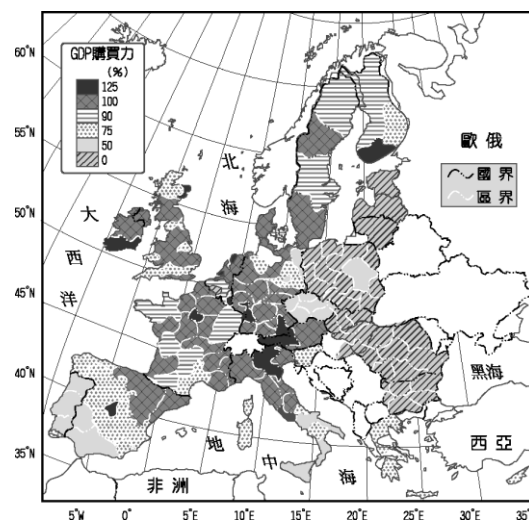 GDP購買力
(%)
125
100
90
75
50
0
60°N
55°N
50°N
45°N
40°N
35°N
歐俄
國界
區界
北
海
大
西
洋
黑海
西亞
地
中
海
非洲
5°W
0°
5°E
10°E
15°E
20°E
25°E
30°E
35°E